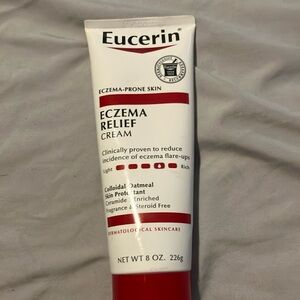 Eucerin®
ECZEMA-PRONE SKIN
ECZEMA
RELIEF
CREAM
Clinically proven to reduce
incidence of eczema flare-ups
Light Rich
Colloidal Oatmeal
Skin Protectant
Ceramide Enriched
Fragrance & Steroid Free
DERMATOLOGICAL SKINCARE
NET WT 8 OZ. 226g